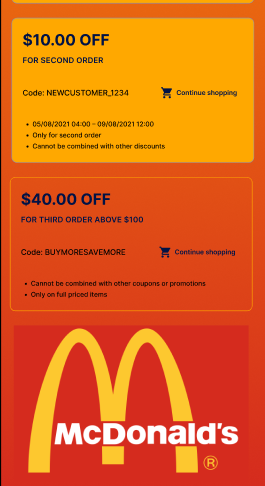 $10.00 OFF
FOR SECOND ORDER
Code: NEWCUSTOMER_1234
Continue shopping
• 05/08/2021 04:00 – 09/08/2021 12:00
• Only for second order
• Cannot be combined with other discounts
$40.00 OFF
FOR THIRD ORDER ABOVE $100
Code: BUYMORESAVEMORE
Continue shopping
• Cannot be combined with other coupons or promotions
• Only on full priced items
McDonald's
®